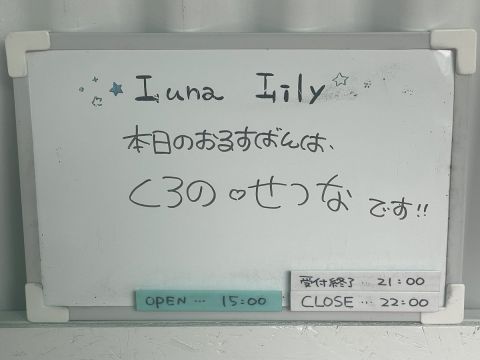 Luna Lily
本日のおるすばんは、
くろの♡せつな です!!
OPEN … 15:00
受付終了 … 21:00
CLOSE … 22:00